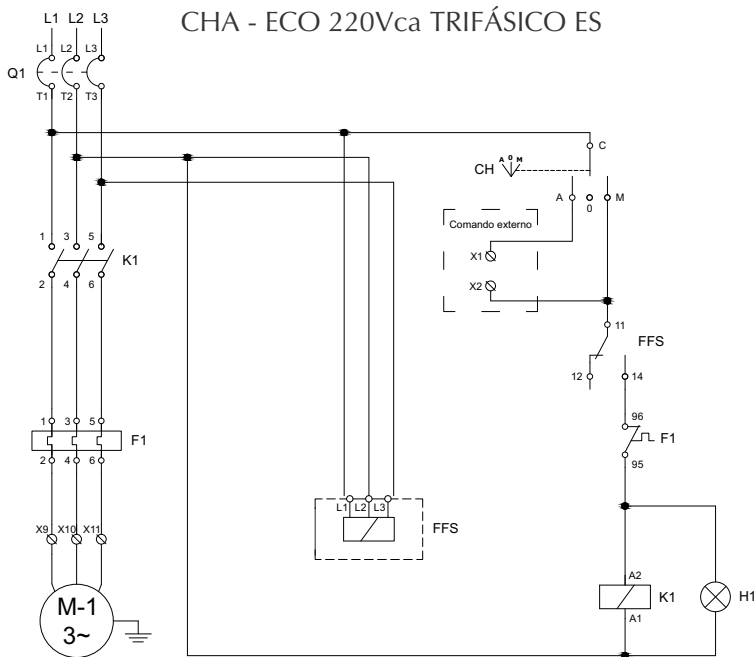 CHA - ECO 220Vca TRIFÁSICO ES
L1 L2 L3
L1 L2 L3
Q1
T1 T2 T3
C
A O M
CH
A 0 M
Comando externo
X1
X2
1 3 5
K1
2 4 6
11
FFS
12 14
96
F1
95
1 3 5
F1
2 4 6
L1 L2 L3
FFS
X9 X10 X11
A2
K1
H1
A1
M-1
3~